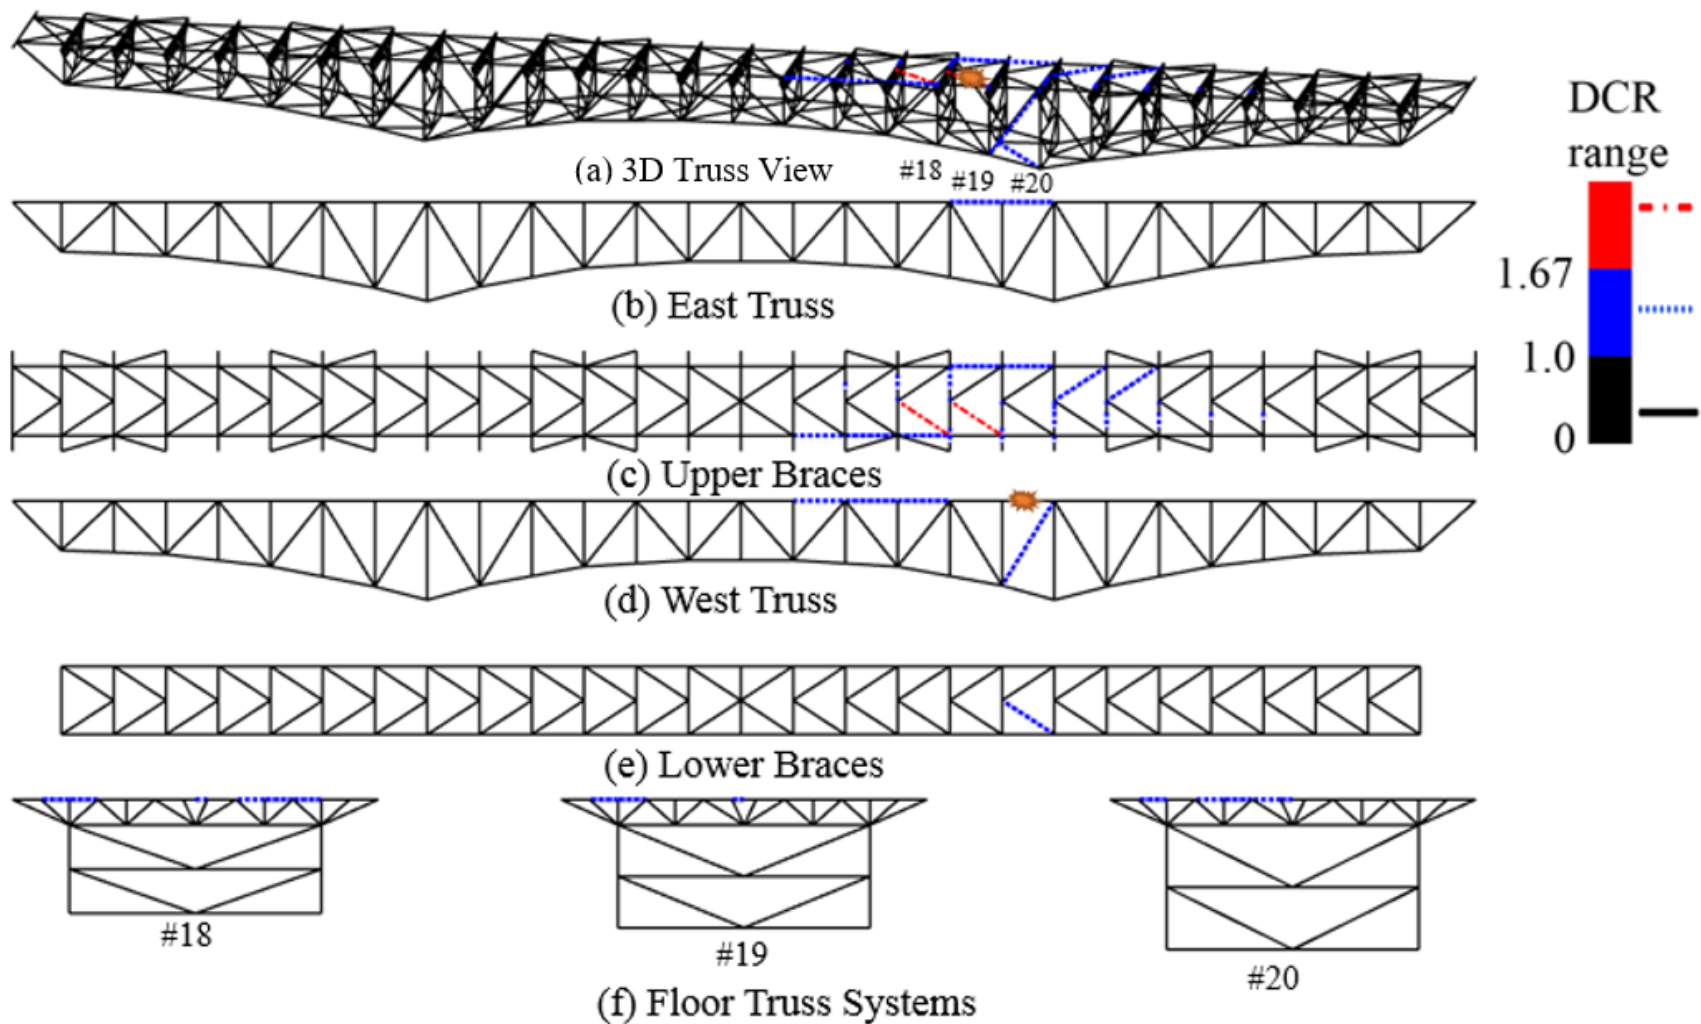 DCR
range
(a) 3D Truss View
#18
#19
#20
1.67
(b) East Truss
1.0
0
(c) Upper Braces
(d) West Truss
(e) Lower Braces
#18
#19
#20
(f) Floor Truss Systems